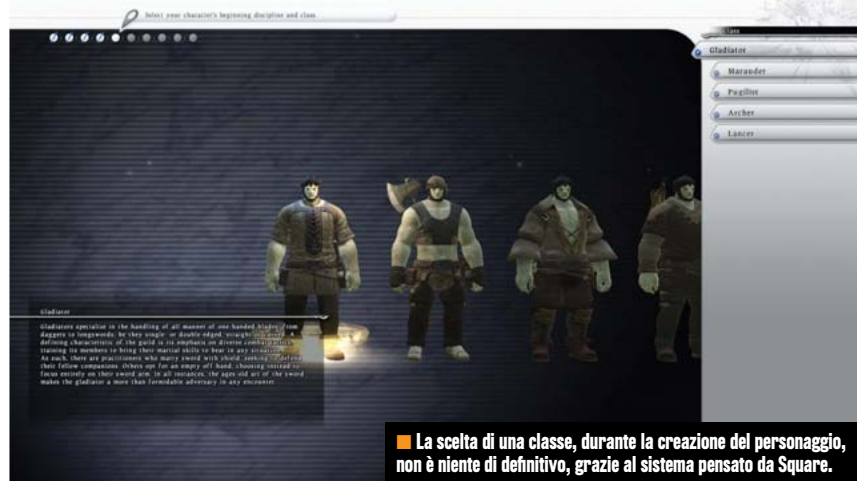 Select your character's beginning discipline and class.
Class
Gladiator
Marauder
Pugilist
Archer
Lancer
Gladiator
Gladiators specialize in the handling of all manner of one-handed blades, from
daggers to longswords, be they single- or double-edged, straight or curved. A
defining characteristic of the guild is its emphasis on diverse combat tactics,
training its members to bring their martial skills to bear in any situation.
As such, there are practitioners who marry sword with shield, seeking to defend
their fellow companions. Others opt for an empty off hand, choosing instead to
focus entirely on their sword arm. In all instances, the ages-old art of the sword
makes the gladiator a more than formidable adversary in any encounter.
La scelta di una classe, durante la creazione del personaggio,
non è niente di definitivo, grazie al sistema pensato da Square.